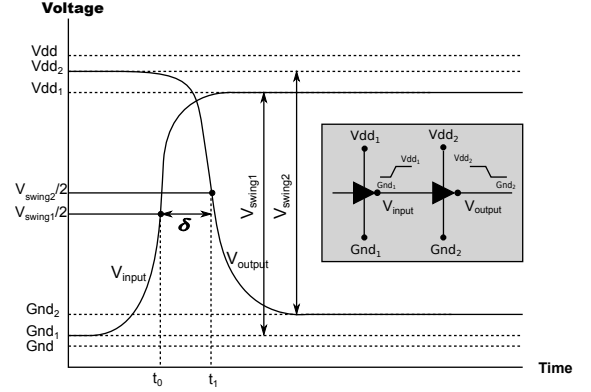 Voltage
Vdd
Vdd2
Vdd1
Vswing2/2
Vswing1/2
Gnd2
Gnd1
Gnd
δ
Vinput
Voutput
Vswing1
Vswing2
t0
t1
Time
Vdd1
Vdd2
Vdd1
Vdd2
Gnd1
Gnd2
Vinput
Voutput
Gnd1
Gnd2